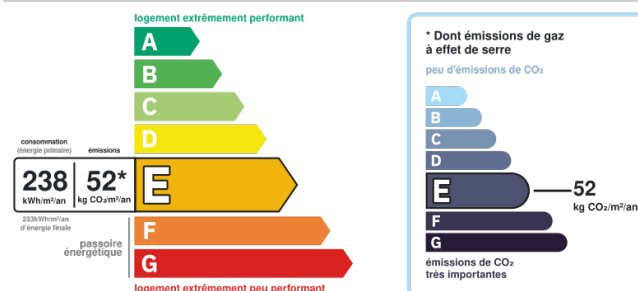 logement extrêmement performant
A
B
C
D
consommation
(énergie primaire)
émissions
238
kWh/m²/an
52*
kg CO₂/m²/an
E
233kWh/m²/an
d'énergie finale
passoire
énergétique
F
G
logement extrêmement peu performant
* Dont émissions de gaz
à effet de serre
peu d'émissions de CO₂
A
B
C
D
E
52
kg CO₂/m²/an
F
G
émissions de CO₂
très importantes